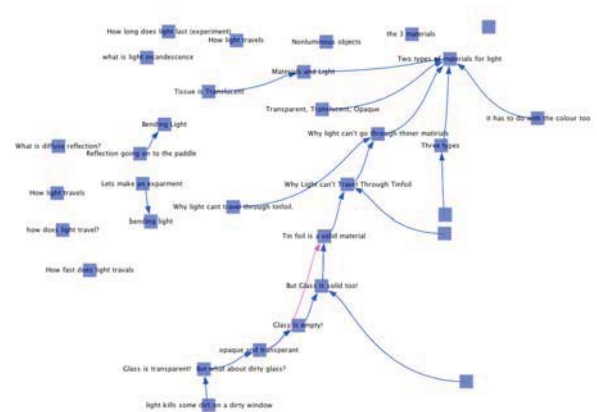 How long does light last (experiment)
How light travels
Nonluminous objects
the 3 materials
what is light incandescence
Materials and Light
Two types of materials for light
Tissue is Translucent
Transparent, Translucent, Opaque
it has to do with the colour too
Bending Light
Why light can't go through thiner matirials
What is diffuse reflection?
Reflection going on to the paddle
Three types
Lets make an exparment
Why Light can't Travel Through Tinfoil
How light travels
Why light cant travel through tinfoil.
bending light
how does light travel?
Tin foil is a solid material
How fast does light travals
But Glass is solid too!
Glass is empty!
opaque and transperant
Glass is transparent! But what about dirty glass?
light kills some dirt on a dirty window